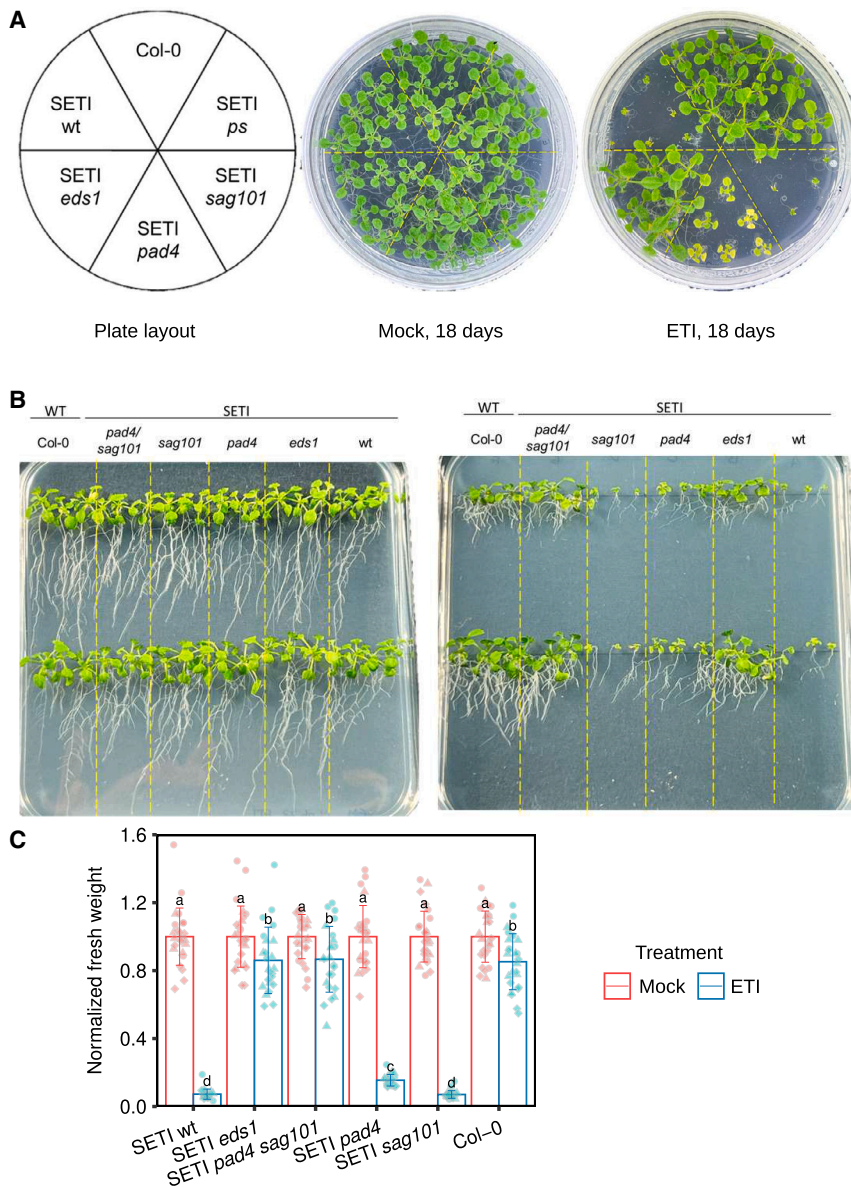 A
Col-0
SETI
wt
SETI
ps
SETI
eds1
SETI
sag101
SETI
pad4
Plate layout
Mock, 18 days
ETI, 18 days
B
WT
SETI
Col-0
pad4/
sag101
sag101
pad4
eds1
wt
WT
SETI
Col-0
pad4/
sag101
sag101
pad4
eds1
wt
C
Normalized fresh weight
1.6
1.2
0.8
0.4
0.0
a
d
a
b
a
b
a
c
a
d
a
b
SETI wt
SETI eds1
SETI pad4 sag101
SETI pad4
SETI sag101
Col–0
Treatment
Mock
ETI